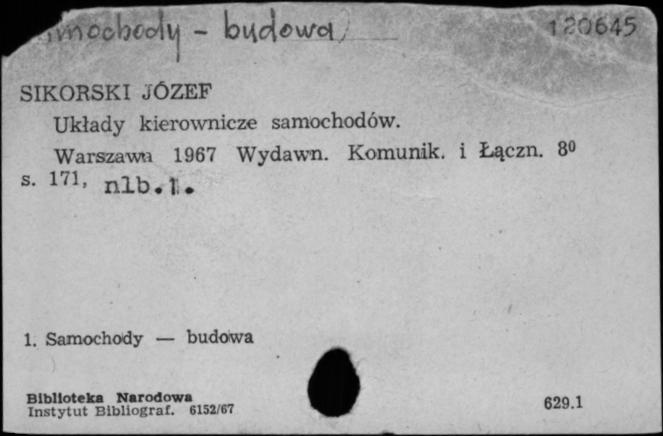 amochody - budowa 120645
SIKORSKI JÓZEF
Układy kierownicze samochodów.
Warszawa 1967 Wydawn. Komunik. i Łączn. 8⁰
s. 171, nlb. 1.
1. Samochody — budowa
Biblioteka Narodowa
Instytut Bibliograf. 6152/67 629.1